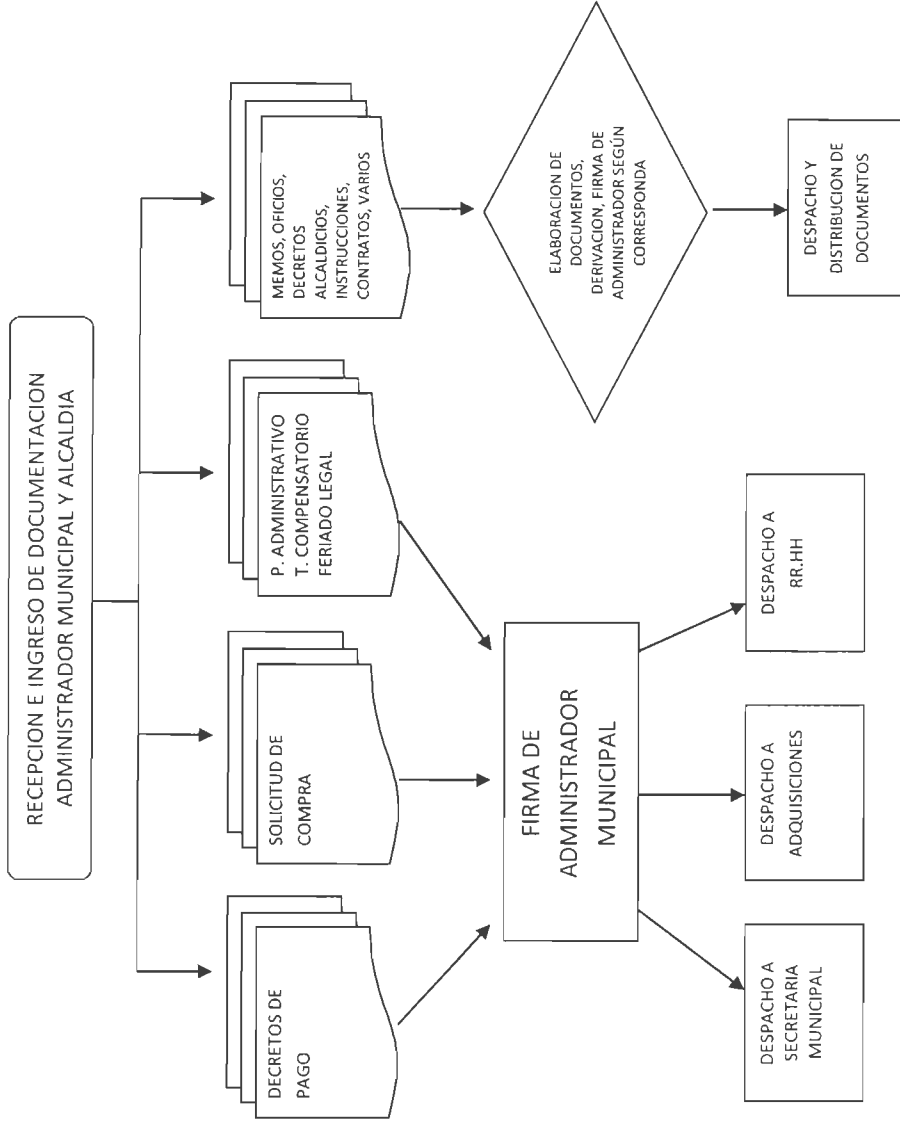 RECEPCION E INGRESO DE DOCUMENTACION
ADMINISTRADOR MUNICIPAL Y ALCALDIA
DECRETOS DE
PAGO
SOLICITUD DE
COMPRA
P. ADMINISTRATIVO
T. COMPENSATORIO
FERIADO LEGAL
MEMOS, OFICIOS,
DECRETOS
ALCALDICIOS,
INSTRUCCIONES,
CONTRATOS, VARIOS
FIRMA DE
ADMINISTRADOR
MUNICIPAL
ELABORACION DE
DOCUMENTOS,
DERIVACION, FIRMA DE
ADMINISTRADOR SEGÚN
CORRESPONDA
DESPACHO A
SECRETARIA
MUNICIPAL
DESPACHO A
ADQUISICIONES
DESPACHO A
RR.HH
DESPACHO Y
DISTRIBUCION DE
DOCUMENTOS